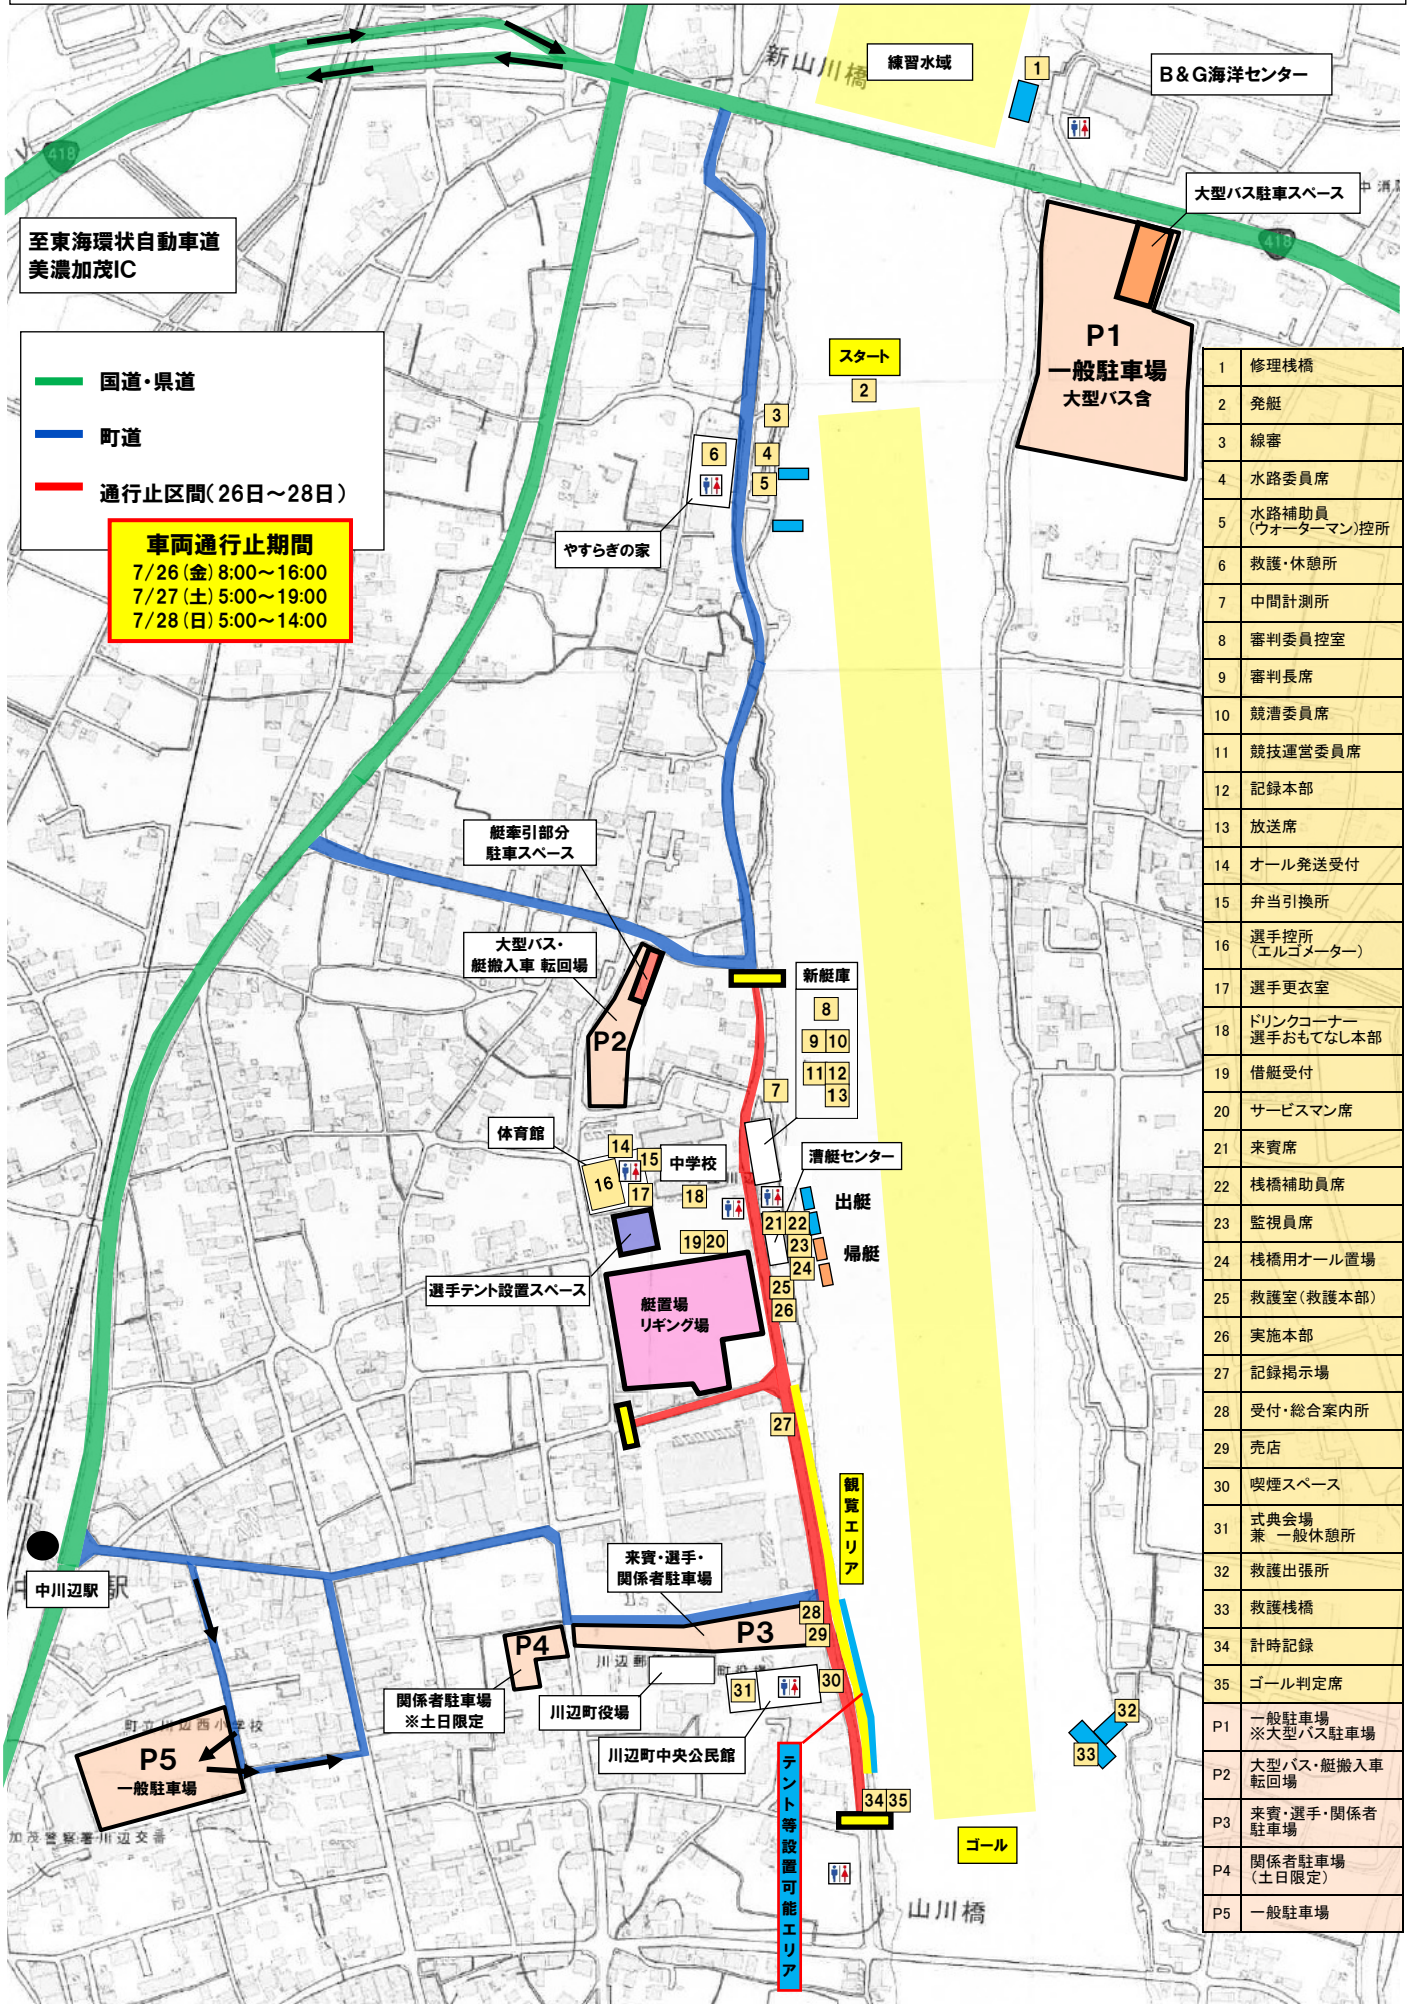 新山川橋
練習水域
1
B＆G海洋センター
418
大型バス駐車スペース
418
至東海環状自動車道
美濃加茂IC
P1
一般駐車場
大型バス含
スタート
2
国道・県道
町道
通行止区間(26日～28日)
車両通行止期間
7/26(金) 8:00～16:00
7/27(土) 5:00～19:00
7/28(日) 5:00～14:00
3
4
5
6
やすらぎの家
艇牽引部分
駐車スペース
大型バス・
艇搬入車 転回場
P2
新艇庫
8
9 10
11 12
13
7
体育館
14
15
16
17
中学校
18
19 20
漕艇センター
出艇
帰艇
21 22
23
24
25
26
選手テント設置スペース
艇置場
リギング場
27
観覧エリア
中川辺駅
駅
来賓・選手・
関係者駐車場
28
29
P3
P4
関係者駐車場
※土日限定
川辺町役場
31
30
川辺町中央公民館
町立川辺西小学校
P5
一般駐車場
加茂警察署川辺交番
テント等設置可能エリア
34 35
32
33
ゴール
山川橋
1 修理桟橋
2 発艇
3 線審
4 水路委員席
5 水路補助員
(ウォーターマン)控所
6 救護・休憩所
7 中間計測所
8 審判委員控室
9 審判長席
10 競漕委員席
11 競技運営委員席
12 記録本部
13 放送席
14 オール発送受付
15 弁当引換所
16 選手控所
(エルゴメーター)
17 選手更衣室
18 ドリンクコーナー
選手おもてなし本部
19 借艇受付
20 サービスマン席
21 来賓席
22 桟橋補助員席
23 監視員席
24 桟橋用オール置場
25 救護室(救護本部)
26 実施本部
27 記録掲示場
28 受付・総合案内所
29 売店
30 喫煙スペース
31 式典会場
兼 一般休憩所
32 救護出張所
33 救護桟橋
34 計時記録
35 ゴール判定席
P1 一般駐車場
※大型バス駐車場
P2 大型バス・艇搬入車
転回場
P3 来賓・選手・関係者
駐車場
P4 関係者駐車場
(土日限定)
P5 一般駐車場